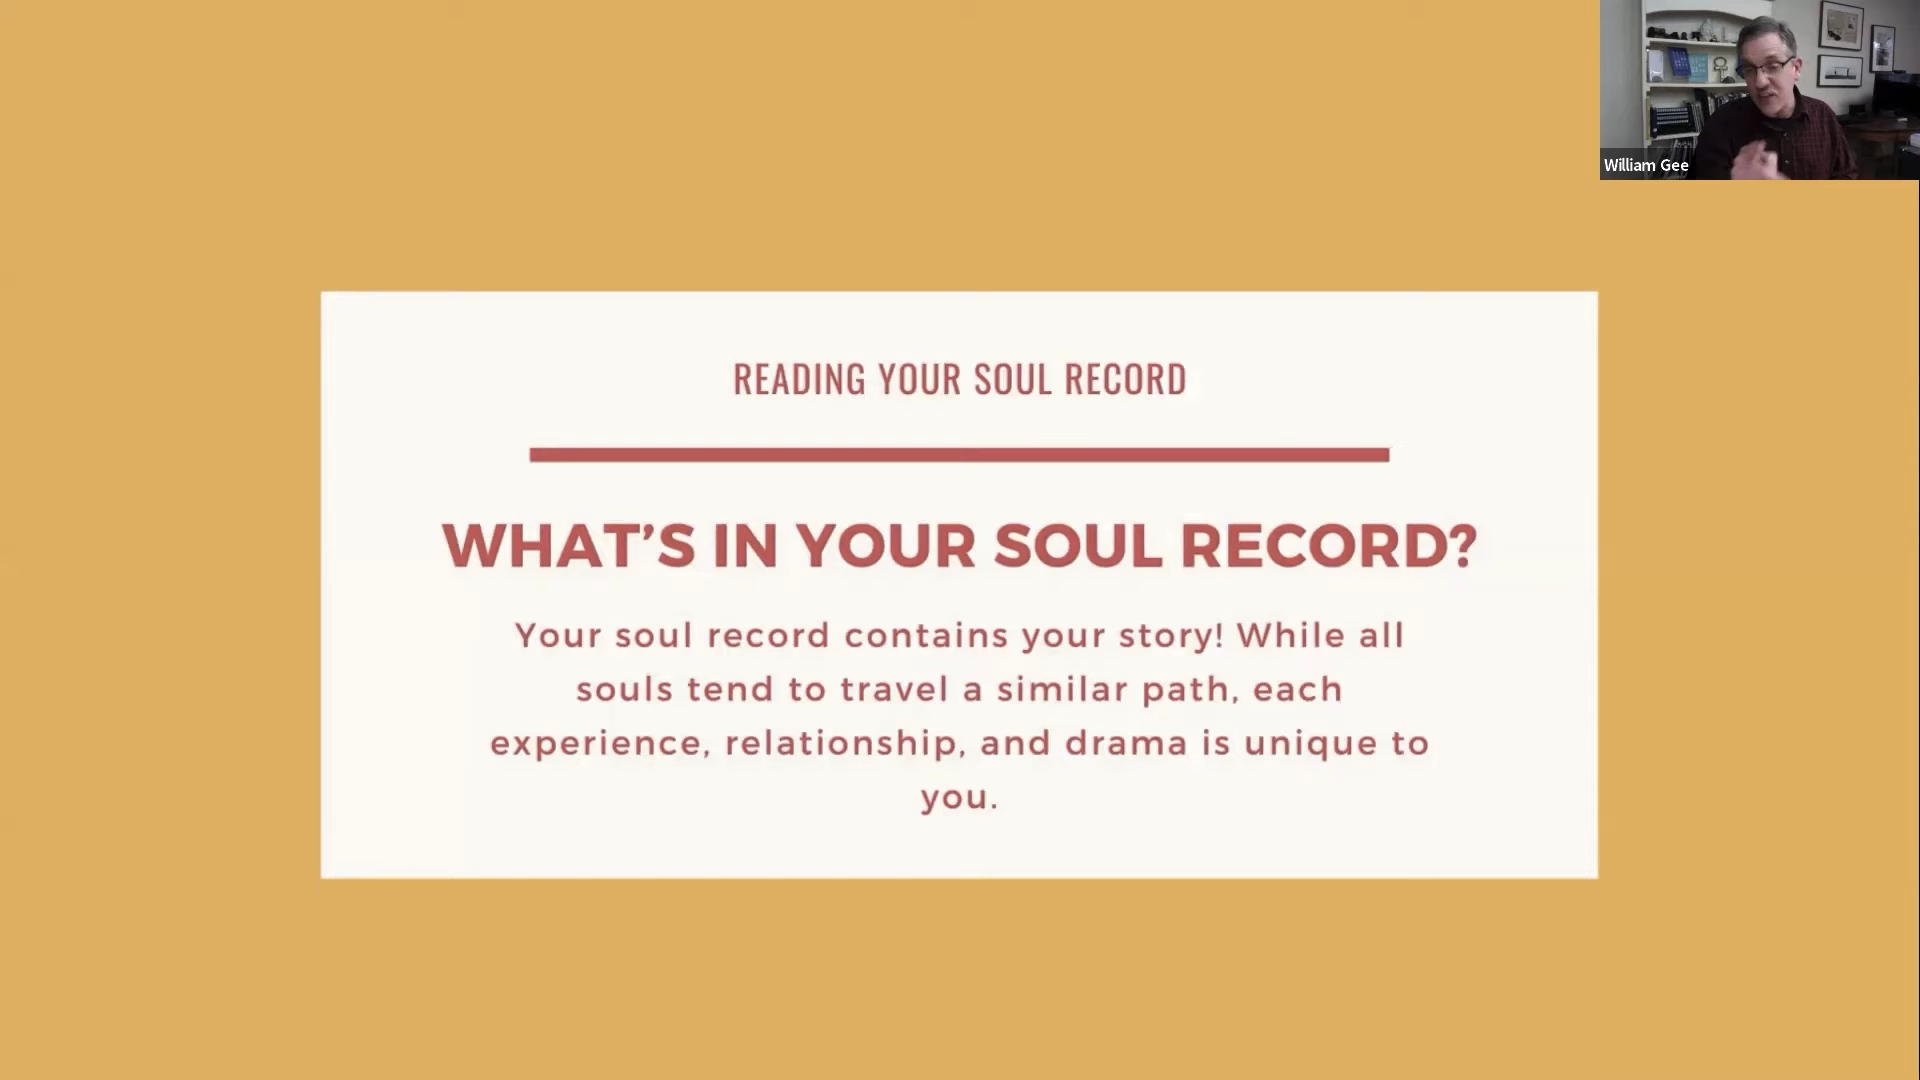 William Gee
READING YOUR SOUL RECORD
WHAT’S IN YOUR SOUL RECORD?
Your soul record contains your story! While all
souls tend to travel a similar path, each
experience, relationship, and drama is unique to
you.